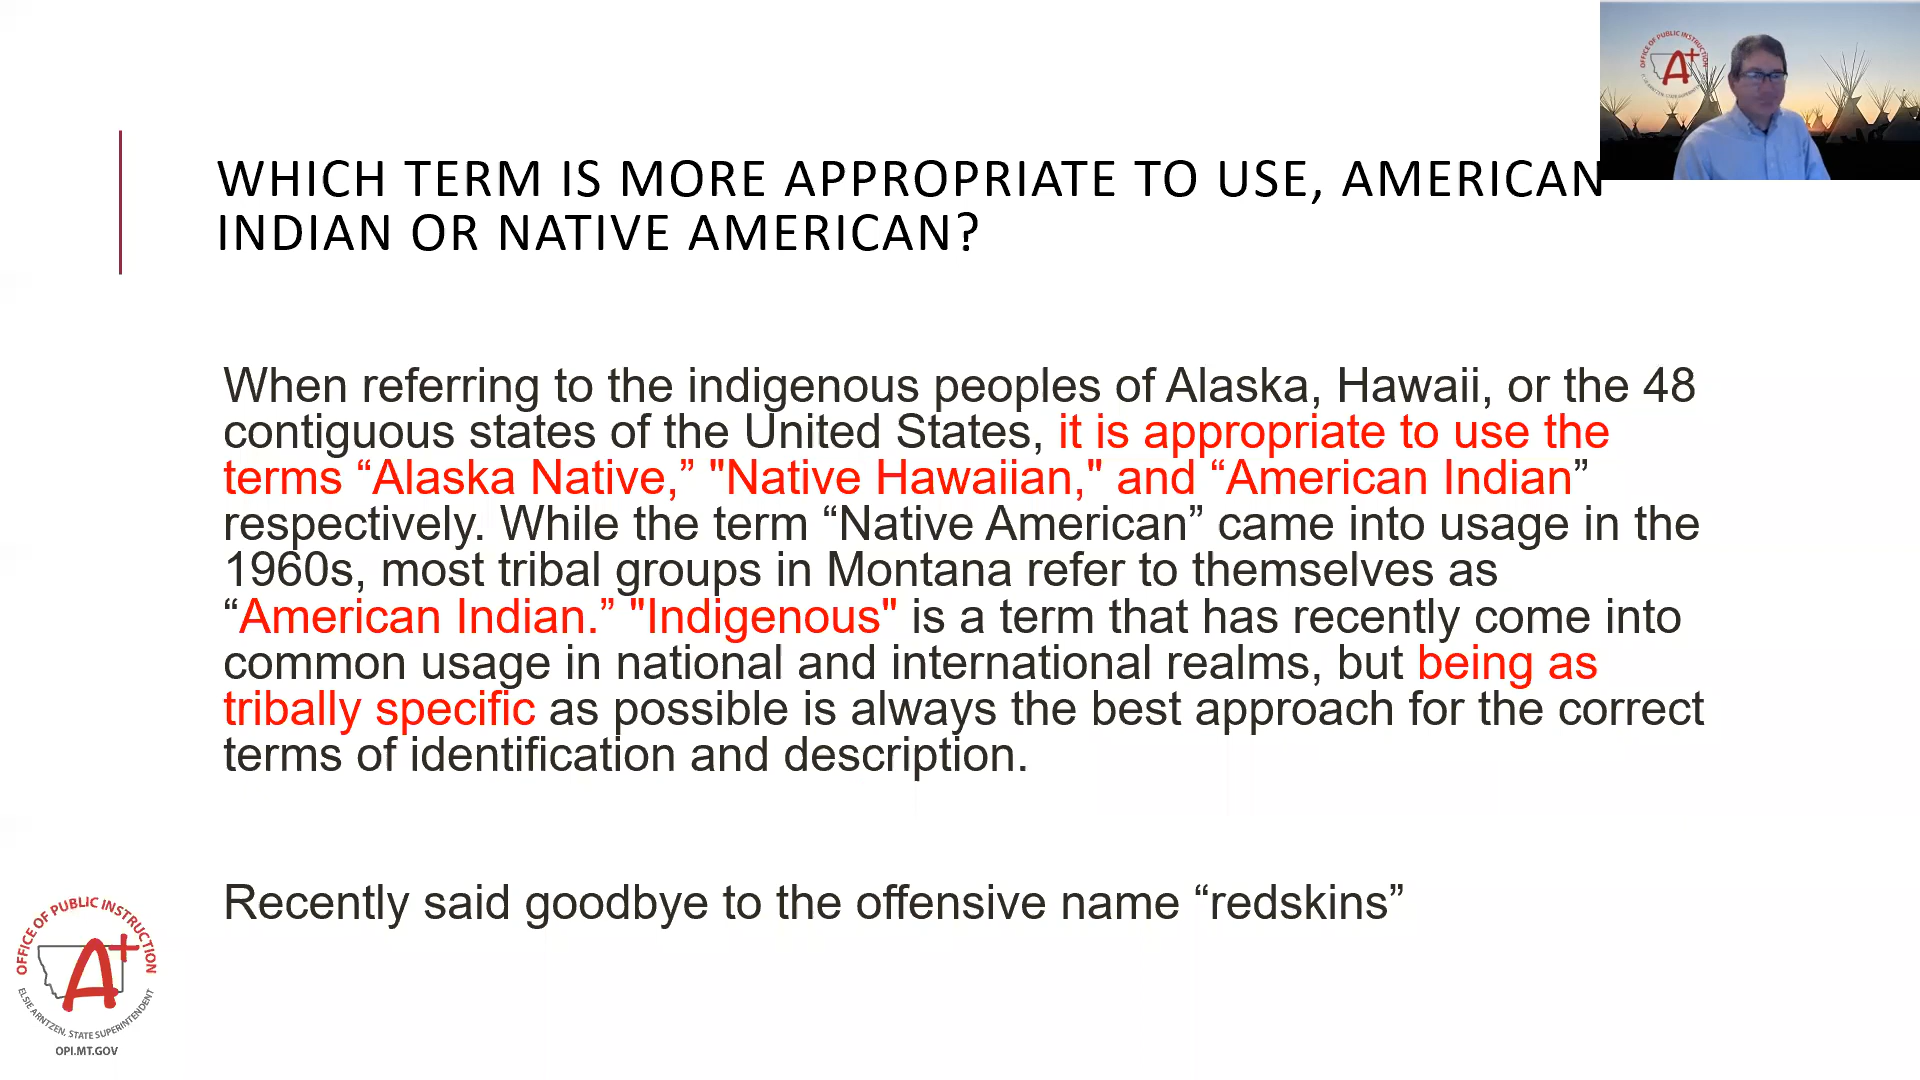 WHICH TERM IS MORE APPROPRIATE TO USE, AMERICAN
INDIAN OR NATIVE AMERICAN?
When referring to the indigenous peoples of Alaska, Hawaii, or the 48
contiguous states of the United States, it is appropriate to use the
terms “Alaska Native,” "Native Hawaiian," and “American Indian”
respectively. While the term “Native American” came into usage in the
1960s, most tribal groups in Montana refer to themselves as
“American Indian.” "Indigenous" is a term that has recently come into
common usage in national and international realms, but being as
tribally specific as possible is always the best approach for the correct
terms of identification and description.
Recently said goodbye to the offensive name “redskins”
OFFICE OF PUBLIC INSTRUCTION
A+
ELSIE ARNTZEN, STATE SUPERINTENDENT
OPI.MT.GOV
OFFICE OF PUBLIC INSTRUCTION
A+